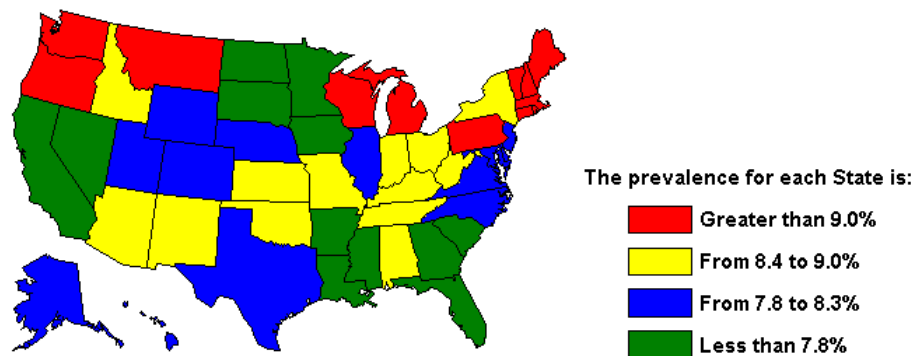 The prevalence for each State is:
Greater than 9.0%
From 8.4 to 9.0%
From 7.8 to 8.3%
Less than 7.8%